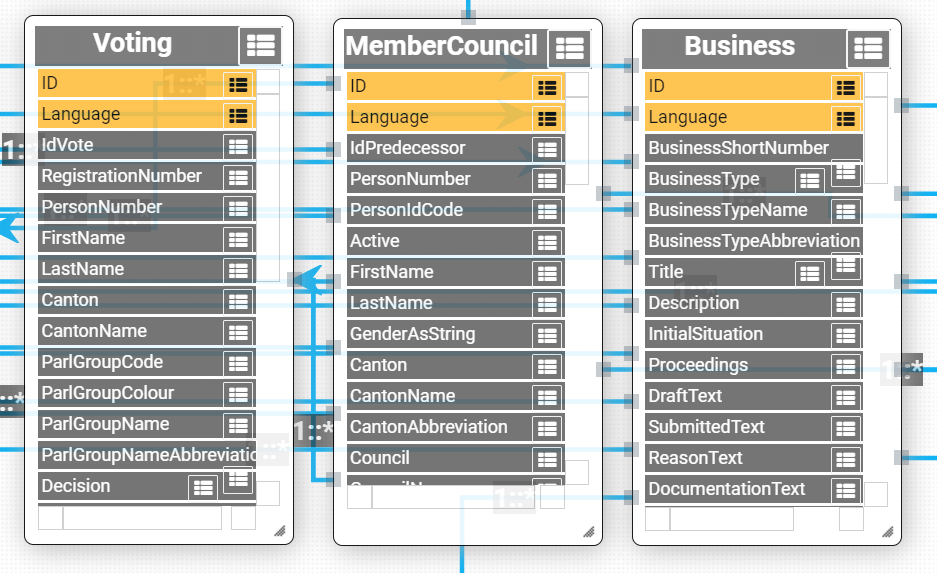 Voting
ID
Language
IdVote
RegistrationNumber
PersonNumber
FirstName
LastName
Canton
CantonName
ParlGroupCode
ParlGroupColour
ParlGroupName
ParlGroupNameAbbreviatio
Decision
MemberCouncil
ID
Language
IdPredecessor
PersonNumber
PersonIdCode
Active
FirstName
LastName
GenderAsString
Canton
CantonName
CantonAbbreviation
Council
Business
ID
Language
BusinessShortNumber
BusinessType
BusinessTypeName
BusinessTypeAbbreviation
Title
Description
InitialSituation
Proceedings
DraftText
SubmittedText
ReasonText
DocumentationText
1::*
1::*
1::*
1::*